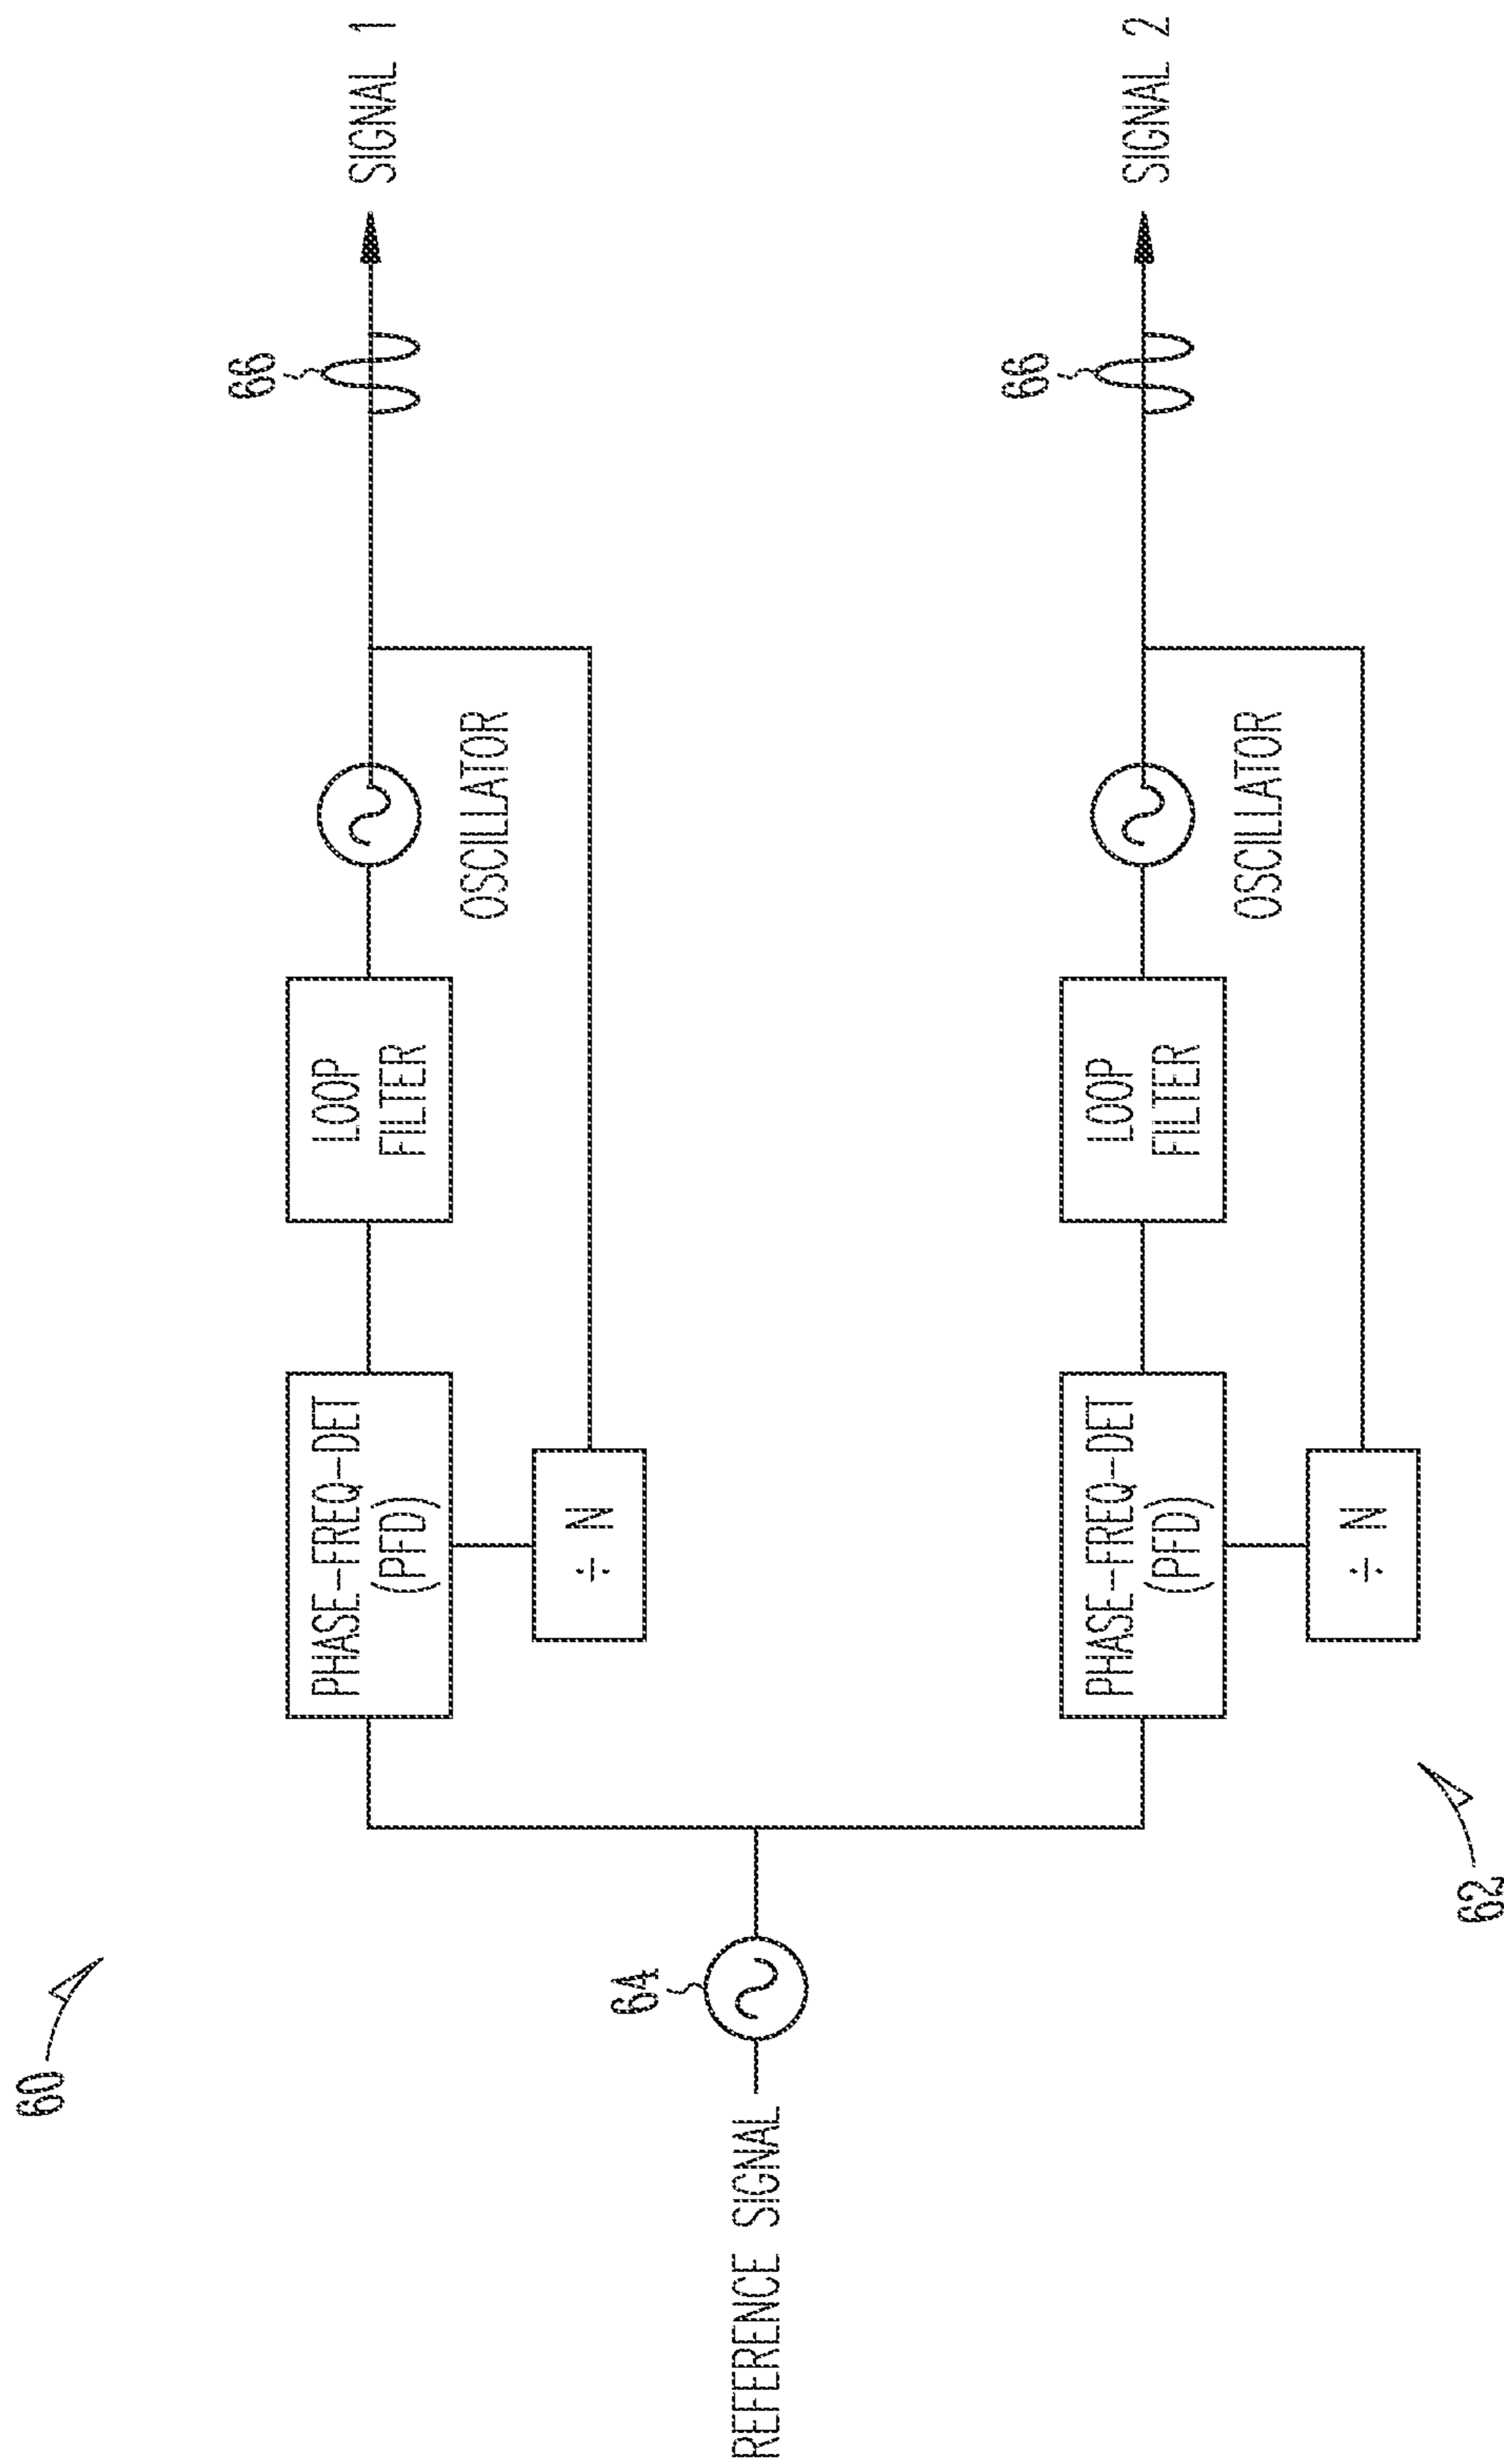 60
REFERENCE SIGNAL
64
PHASE-FREQ-DET
(PFD)
÷ N
LOOP
FILTER
OSCILLATOR
66
SIGNAL 1
PHASE-FREQ-DET
(PFD)
÷ N
LOOP
FILTER
OSCILLATOR
66
SIGNAL 2
62